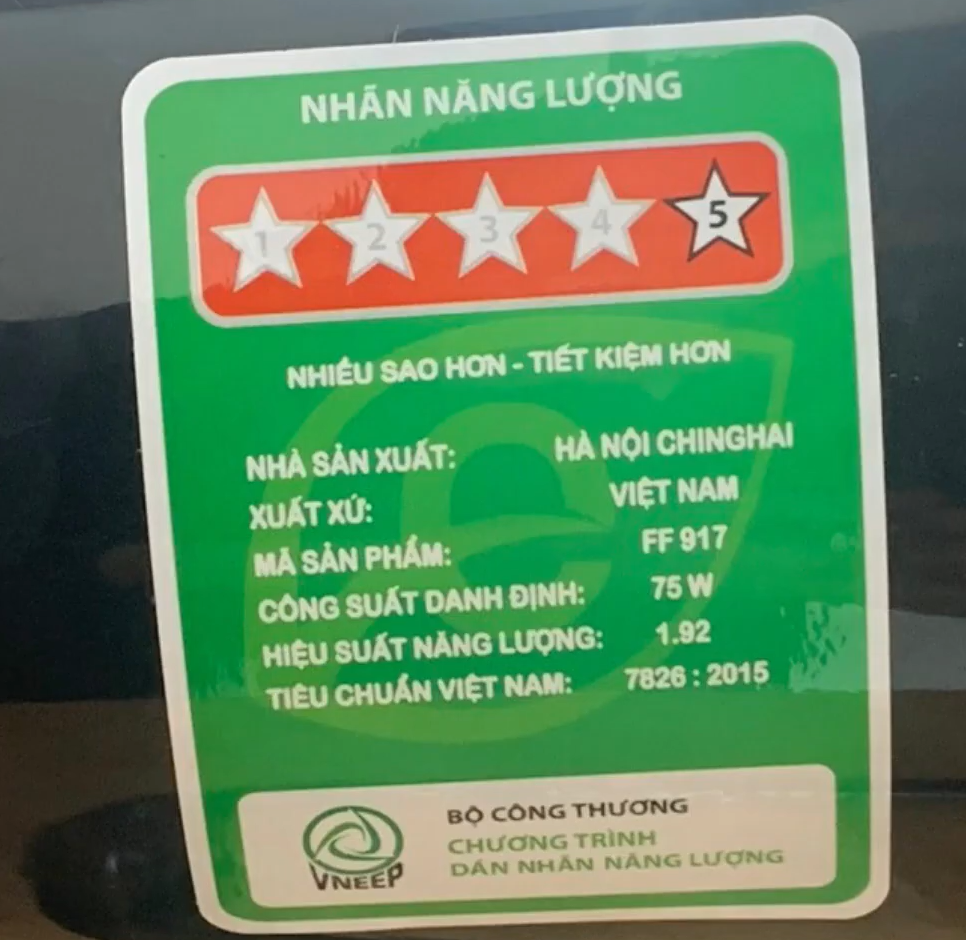 NHÃN NĂNG LƯỢNG
1 2 3 4 5
NHIỀU SAO HƠN - TIẾT KIỆM HƠN
NHÀ SẢN XUẤT: HÀ NỘI CHINGHAI
XUẤT XỨ: VIỆT NAM
MÃ SẢN PHẨM: FF 917
CÔNG SUẤT DANH ĐỊNH: 75 W
HIỆU SUẤT NĂNG LƯỢNG: 1.92
TIÊU CHUẨN VIỆT NAM: 7826 : 2015
BỘ CÔNG THƯƠNG
CHƯƠNG TRÌNH
DÁN NHÃN NĂNG LƯỢNG
VNEEP